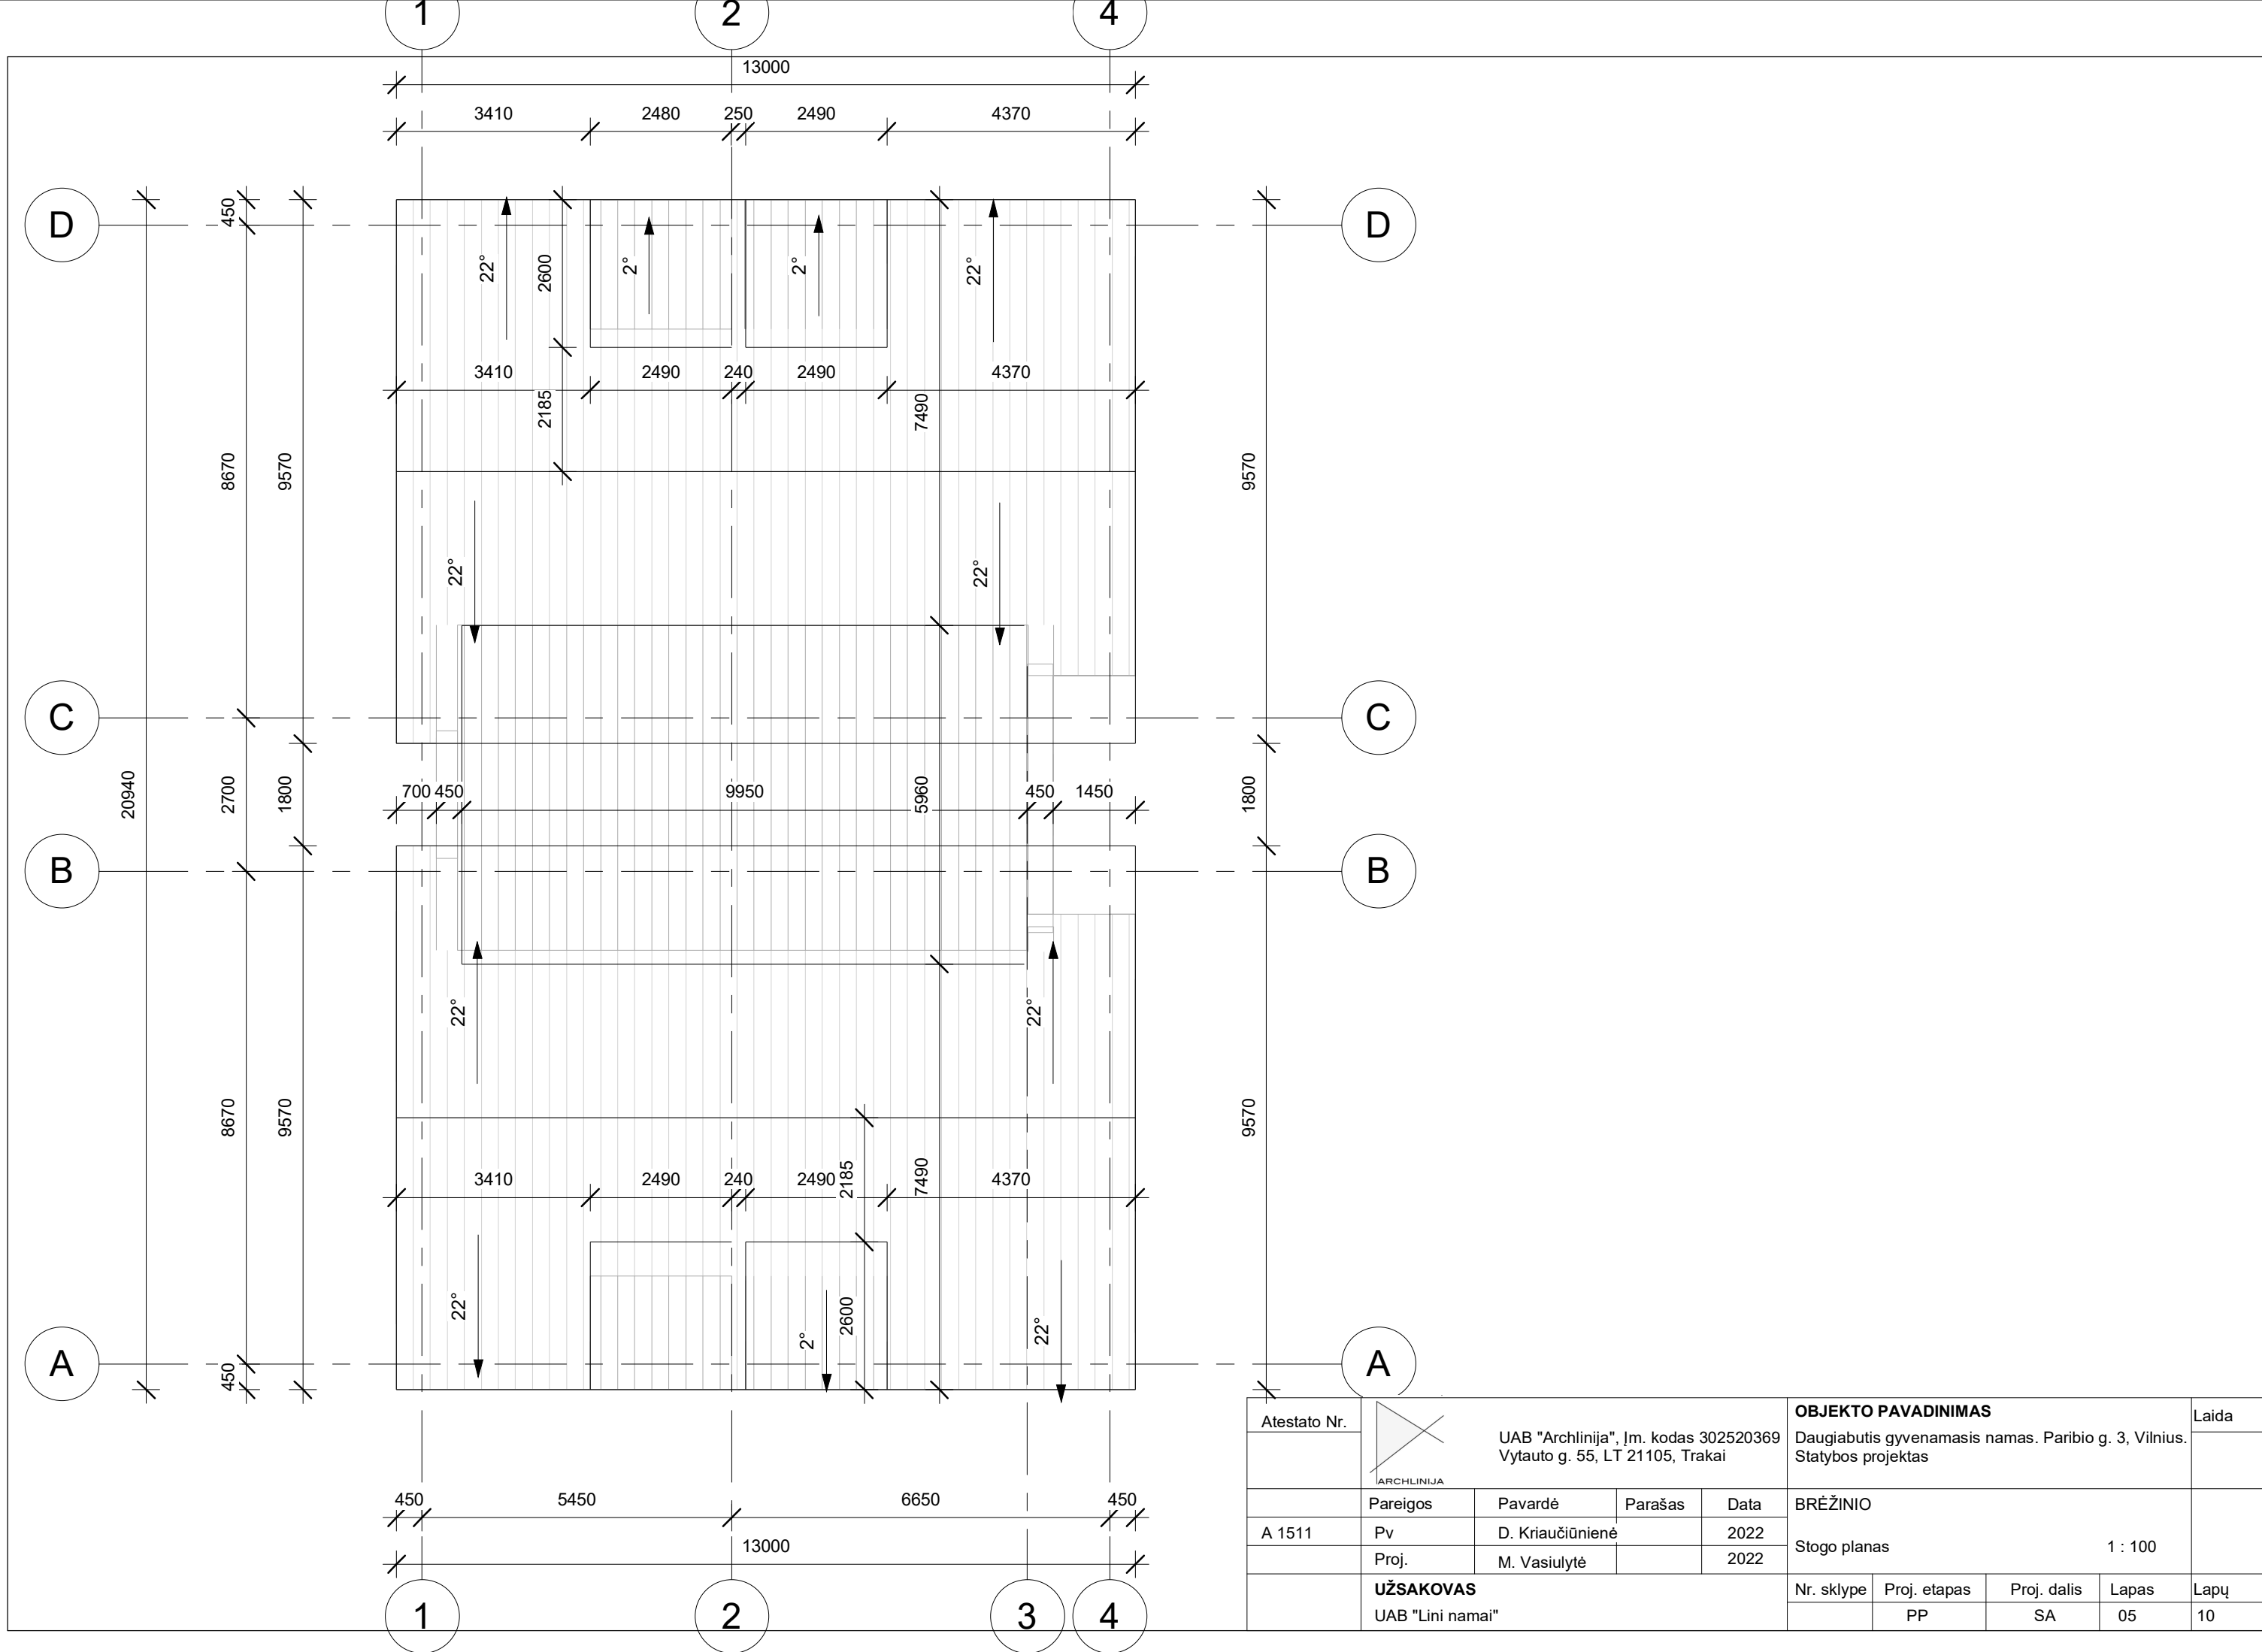 1 2 4
13000
3410 2480 250 2490 4370
D 450 22° 2600 2° 2° 22° D
3410 2490 240 2490 4370
2185 7490
8670 9570 9570
22° 22°
C C
20940 2700 1800 700 450 9950 5960 450 1450 1800
B B
22° 22°
8670 9570 9570
3410 2490 240 2490 2185 7490 4370
22° 2° 2600 22°
A 450 A
450 5450 6650 450
13000
1 2 3 4
Atestato Nr.
ARCHLINIJA
UAB "Archlinija", Įm. kodas 302520369
Vytauto g. 55, LT 21105, Trakai
OBJEKTO PAVADINIMAS
Daugiabutis gyvenamasis namas. Paribio g. 3, Vilnius.
Statybos projektas
Laida
Pareigos Pavardė Parašas Data
A 1511 Pv D. Kriaučiūnienė 2022
Proj. M. Vasiulytė 2022
BRĖŽINIO
Stogo planas 1 : 100
UŽSAKOVAS
UAB "Lini namai"
Nr. sklype Proj. etapas Proj. dalis Lapas Lapų
PP SA 05 10